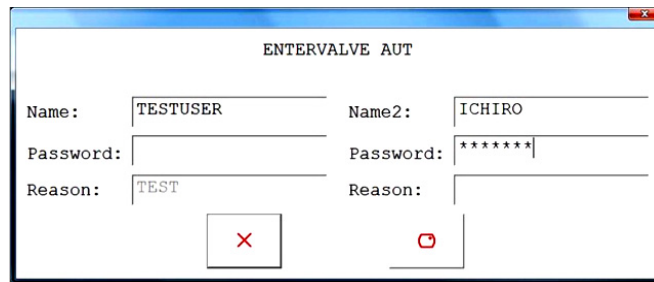 ENTERVALVE AUT
Name: TESTUSER Name2: ICHIRO
Password: Password: *******
Reason: TEST Reason: